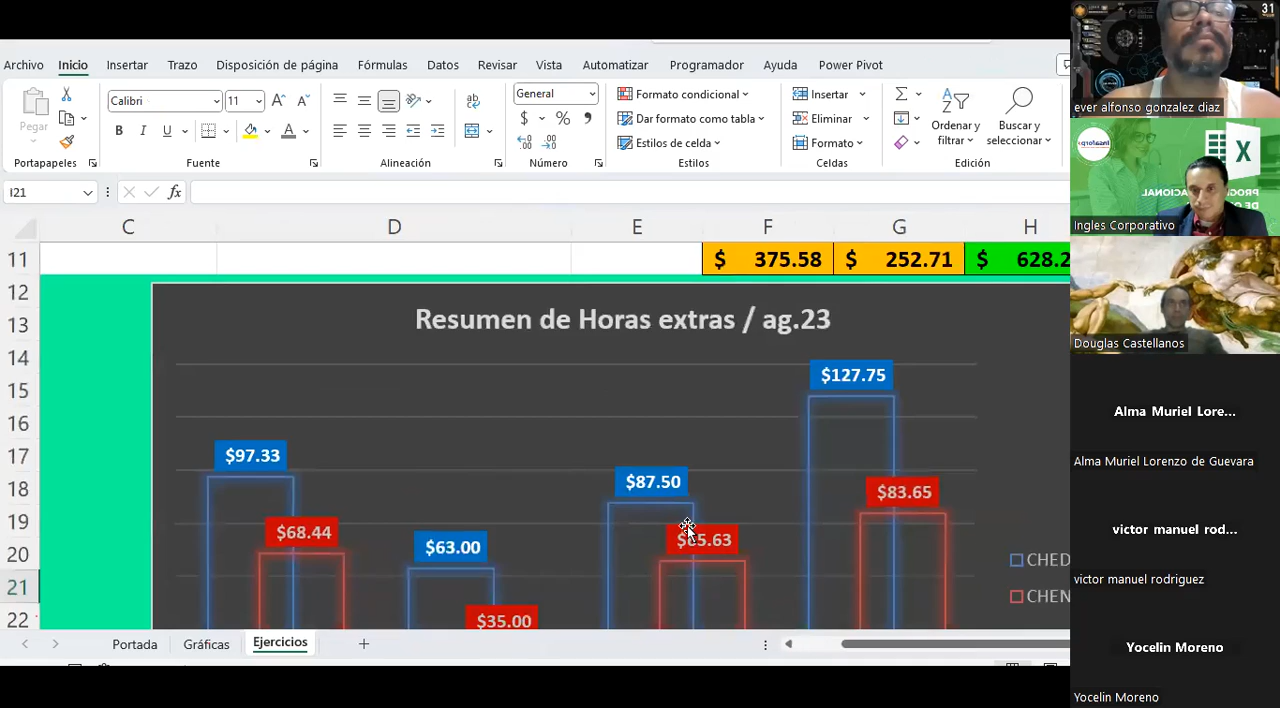 Archivo Inicio Insertar Trazo Disposición de página Fórmulas Datos Revisar Vista Automatizar Programador Ayuda Power Pivot
Pegar
Portapapeles
Calibri 11
Fuente
Alineación
General
Número
Formato condicional
Dar formato como tabla
Estilos de celda
Estilos
Insertar
Eliminar
Formato
Celdas
Ordenar y filtrar
Buscar y seleccionar
Edición
I21
fx
C D E F G H
11 $ 375.58 $ 252.71 $ 628.2
12
13
14
15
16
17
18
19
20
21
22
Resumen de Horas extras / ag.23
$127.75
$97.33
$87.50
$83.65
$68.44
$63.00
$35.00
CHED
CHEN
Portada Gráficas Ejercicios
31
ever alfonso gonzalez diaz
Insaforp
Ingles Corporativo
Douglas Castellanos
Alma Muriel Lore...
Alma Muriel Lorenzo de Guevara
victor manuel rod...
victor manuel rodriguez
Yocelin Moreno
Yocelin Moreno